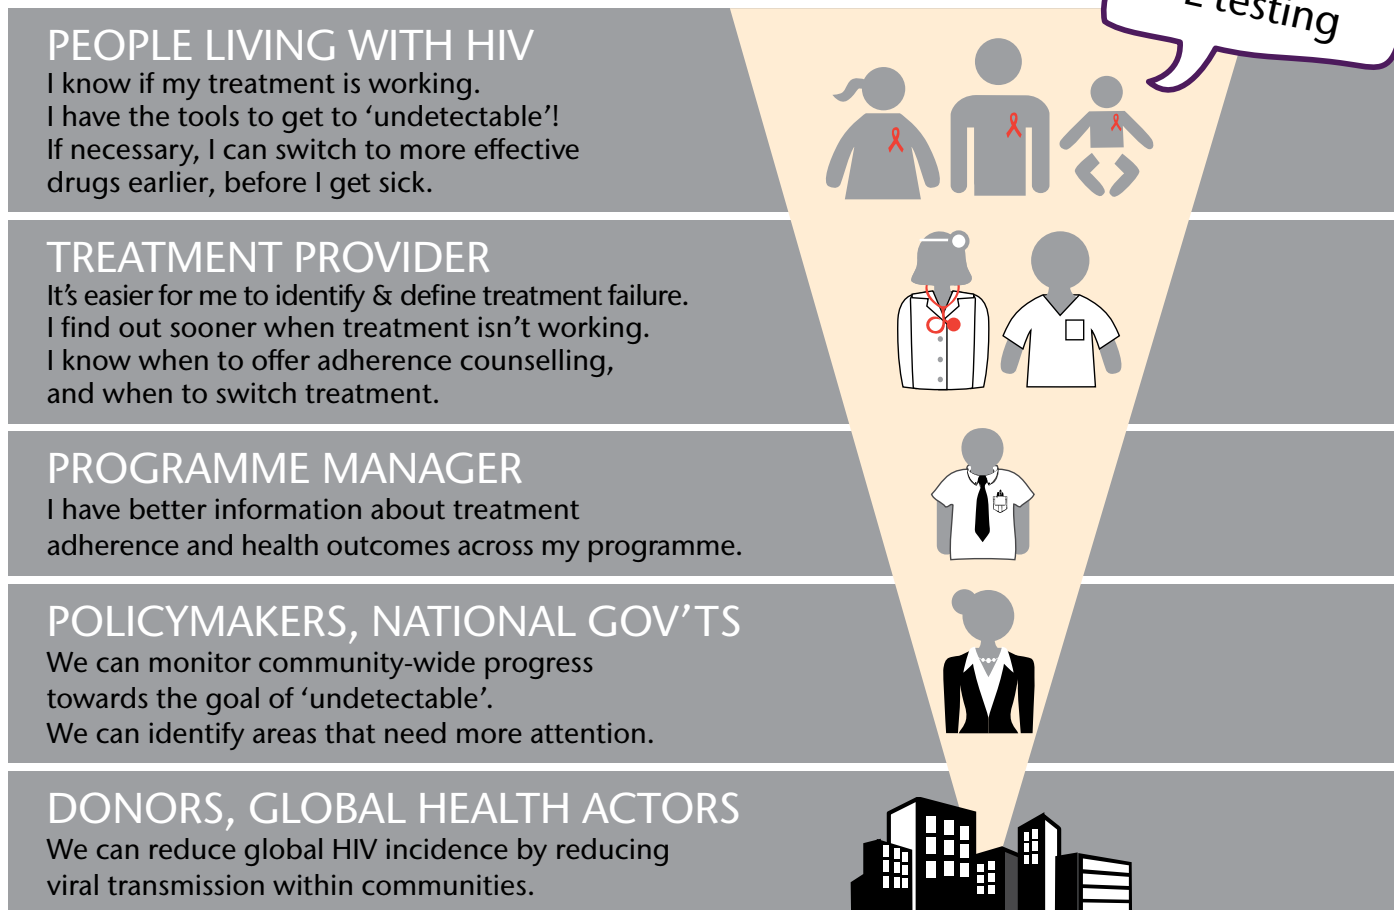 testing
PEOPLE LIVING WITH HIV
I know if my treatment is working.
I have the tools to get to ‘undetectable’!
If necessary, I can switch to more effective
drugs earlier, before I get sick.
TREATMENT PROVIDER
It’s easier for me to identify & define treatment failure.
I find out sooner when treatment isn’t working.
I know when to offer adherence counselling,
and when to switch treatment.
PROGRAMME MANAGER
I have better information about treatment
adherence and health outcomes across my programme.
POLICYMAKERS, NATIONAL GOV’TS
We can monitor community-wide progress
towards the goal of ‘undetectable’.
We can identify areas that need more attention.
DONORS, GLOBAL HEALTH ACTORS
We can reduce global HIV incidence by reducing
viral transmission within communities.